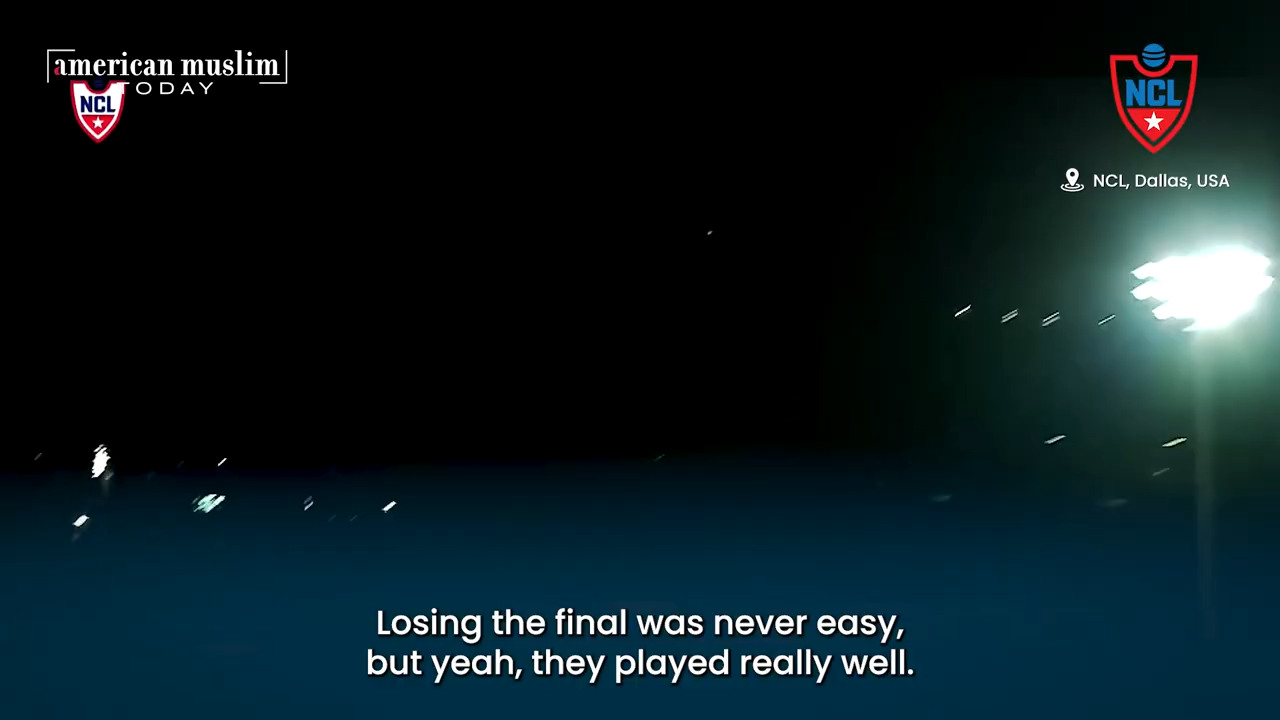 american muslim
TODAY
NCL
NCL
NCL, Dallas, USA
Losing the final was never easy,
but yeah, they played really well.